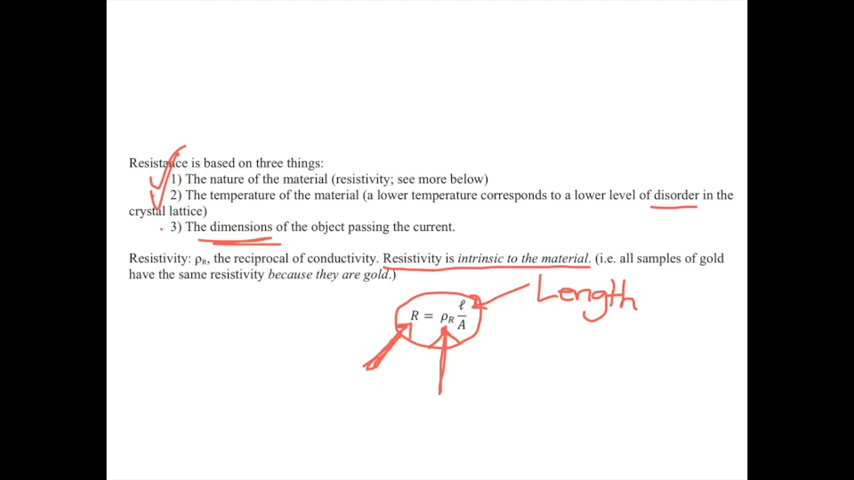 Resistance is based on three things:
1) The nature of the material (resistivity; see more below)
2) The temperature of the material (a lower temperature corresponds to a lower level of disorder in the
crystal lattice)
3) The dimensions of the object passing the current.
Resistivity: ρR, the reciprocal of conductivity. Resistivity is intrinsic to the material. (i.e. all samples of gold
have the same resistivity because they are gold.)
R = ρR ℓ/A
Length